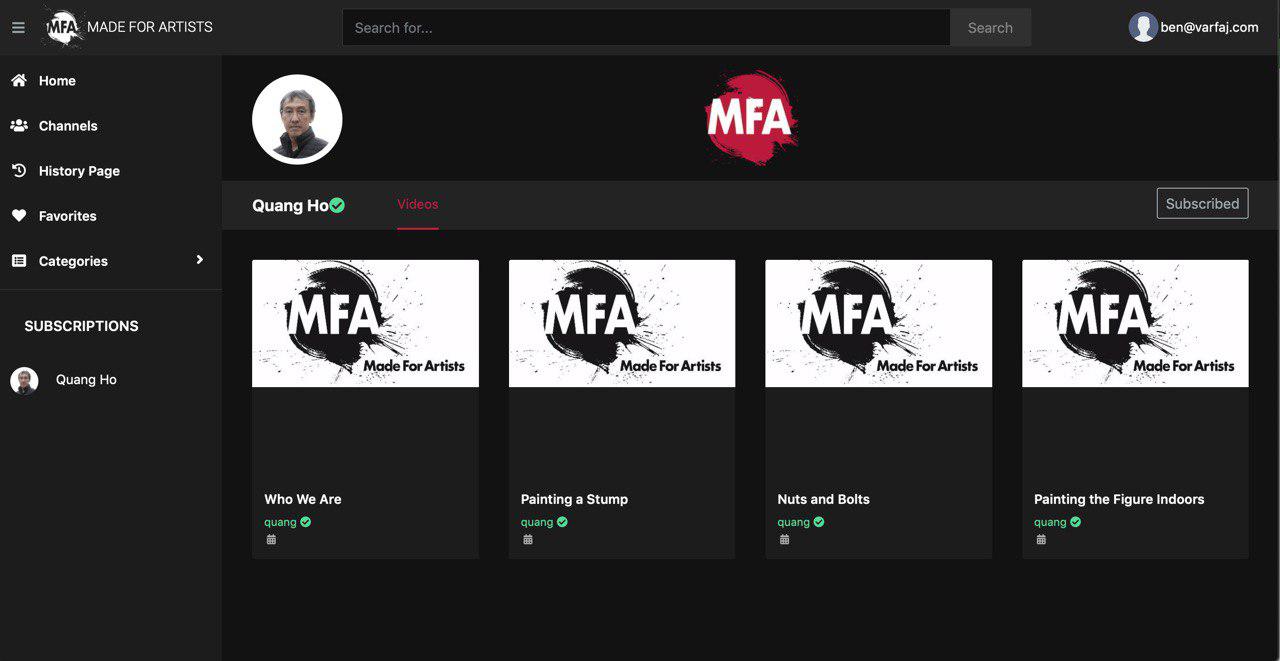 MFA MADE FOR ARTISTS
Search for...
Search
ben@varfaj.com
Home
Channels
History Page
Favorites
Categories
SUBSCRIPTIONS
Quang Ho
MFA
Quang Ho
Videos
Subscribed
MFA
Made For Artists
Who We Are
quang
MFA
Made For Artists
Painting a Stump
quang
MFA
Made For Artists
Nuts and Bolts
quang
MFA
Made For Artists
Painting the Figure Indoors
quang